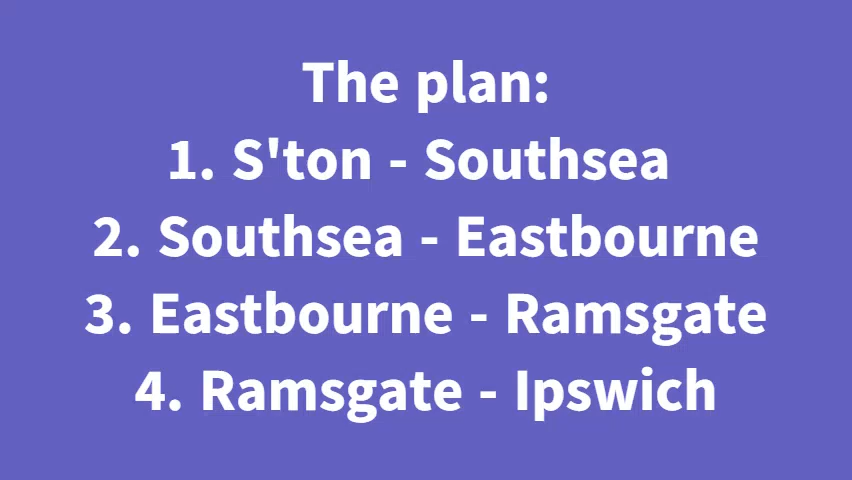 The plan:
1. S'ton - Southsea
2. Southsea - Eastbourne
3. Eastbourne - Ramsgate
4. Ramsgate - Ipswich